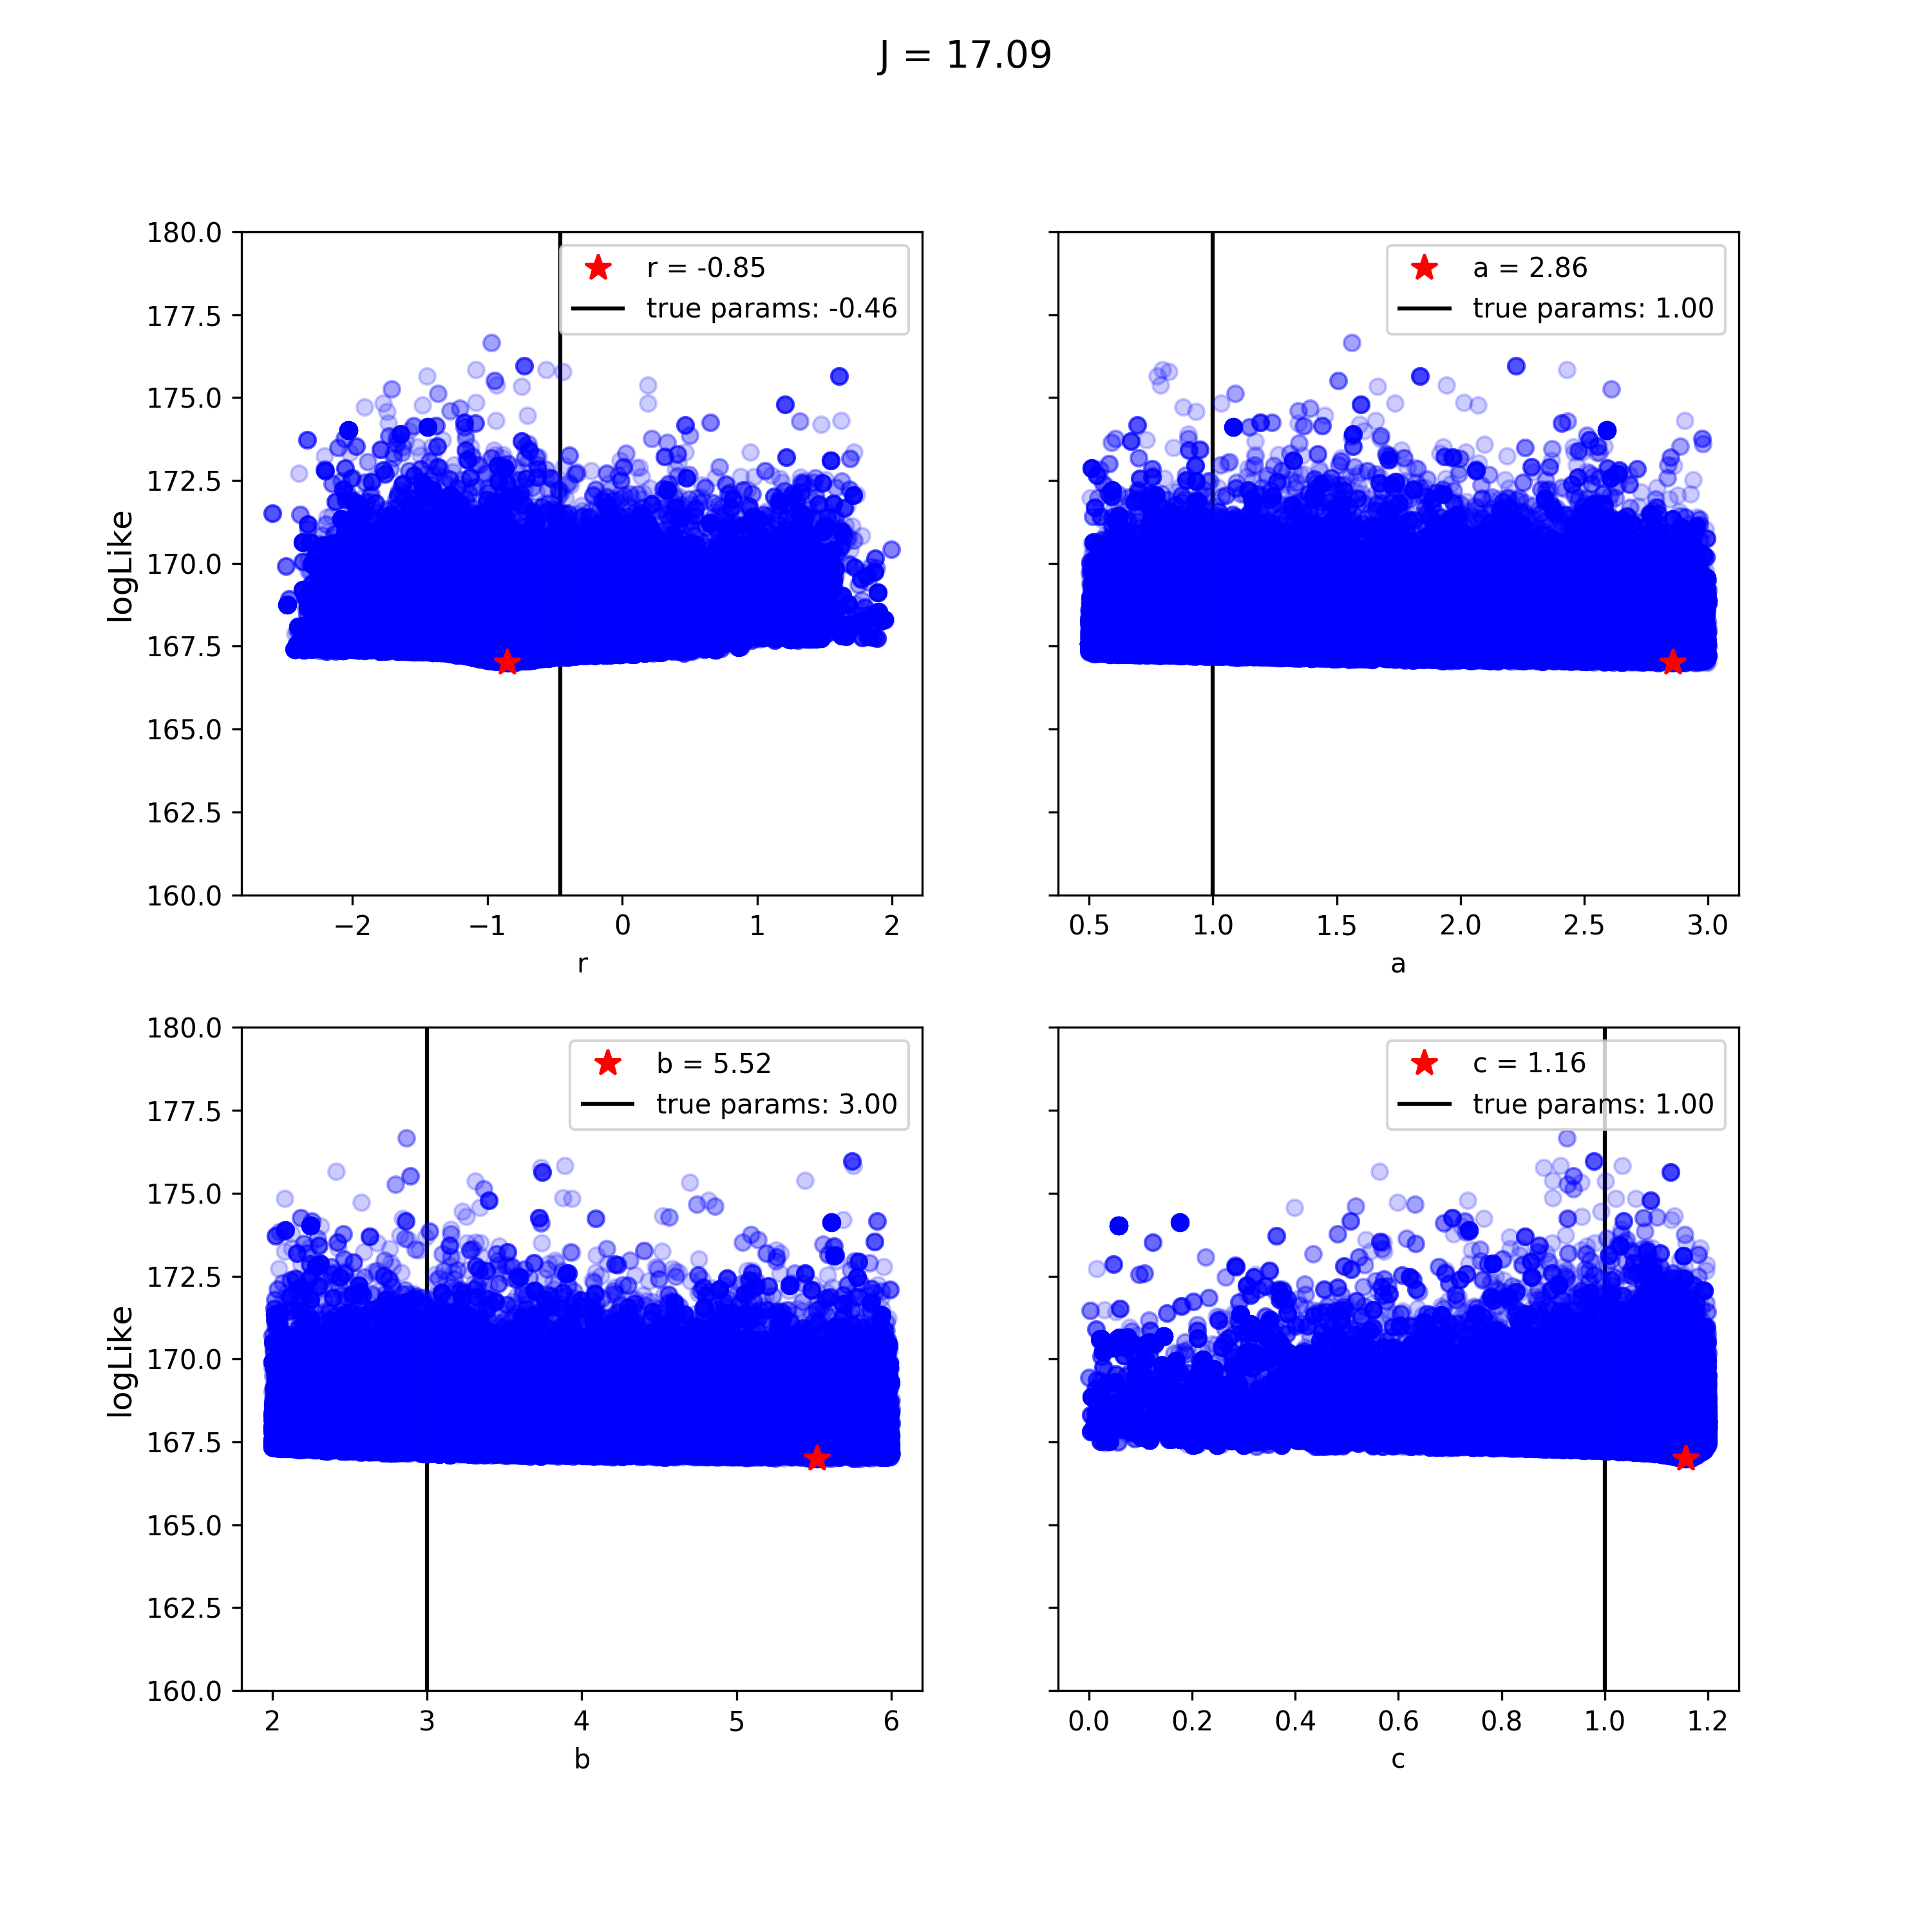 J = 17.09
180.0
177.5
175.0
172.5
170.0
167.5
165.0
162.5
160.0
logLike
r = -0.85
true params: -0.46
−2
−1
0
1
2
r
a = 2.86
true params: 1.00
0.5
1.0
1.5
2.0
2.5
3.0
a
180.0
177.5
175.0
172.5
170.0
167.5
165.0
162.5
160.0
logLike
b = 5.52
true params: 3.00
2
3
4
5
6
b
c = 1.16
true params: 1.00
0.0
0.2
0.4
0.6
0.8
1.0
1.2
c